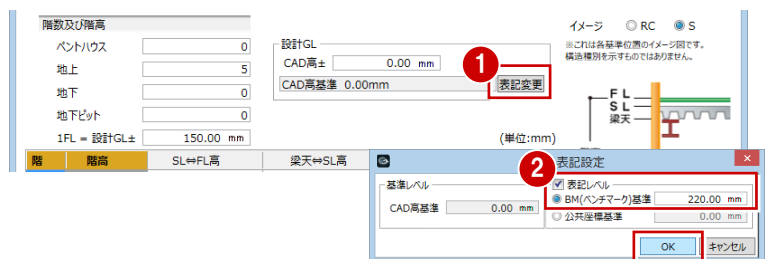 階数及び階高
ペントハウス 0
地上 5
地下 0
地下ピット 0
1FL = 設計GL± 150.00 mm
設計GL
CAD高± 0.00 mm
CAD高基準 0.00mm 表記変更
1
イメージ RC S
※これは各基準位置のイメージ図です。
構造種別を示すものではありません。
F L
S L
梁天
(単位:mm)
階 階高 SL⇔FL高 梁天⇔SL高
2
表記設定 ×
基準レベル
CAD高基準 0.00 mm
表記レベル
BM(ベンチマーク)基準 220.00 mm
公共座標基準 0.00 mm
OK キャンセル